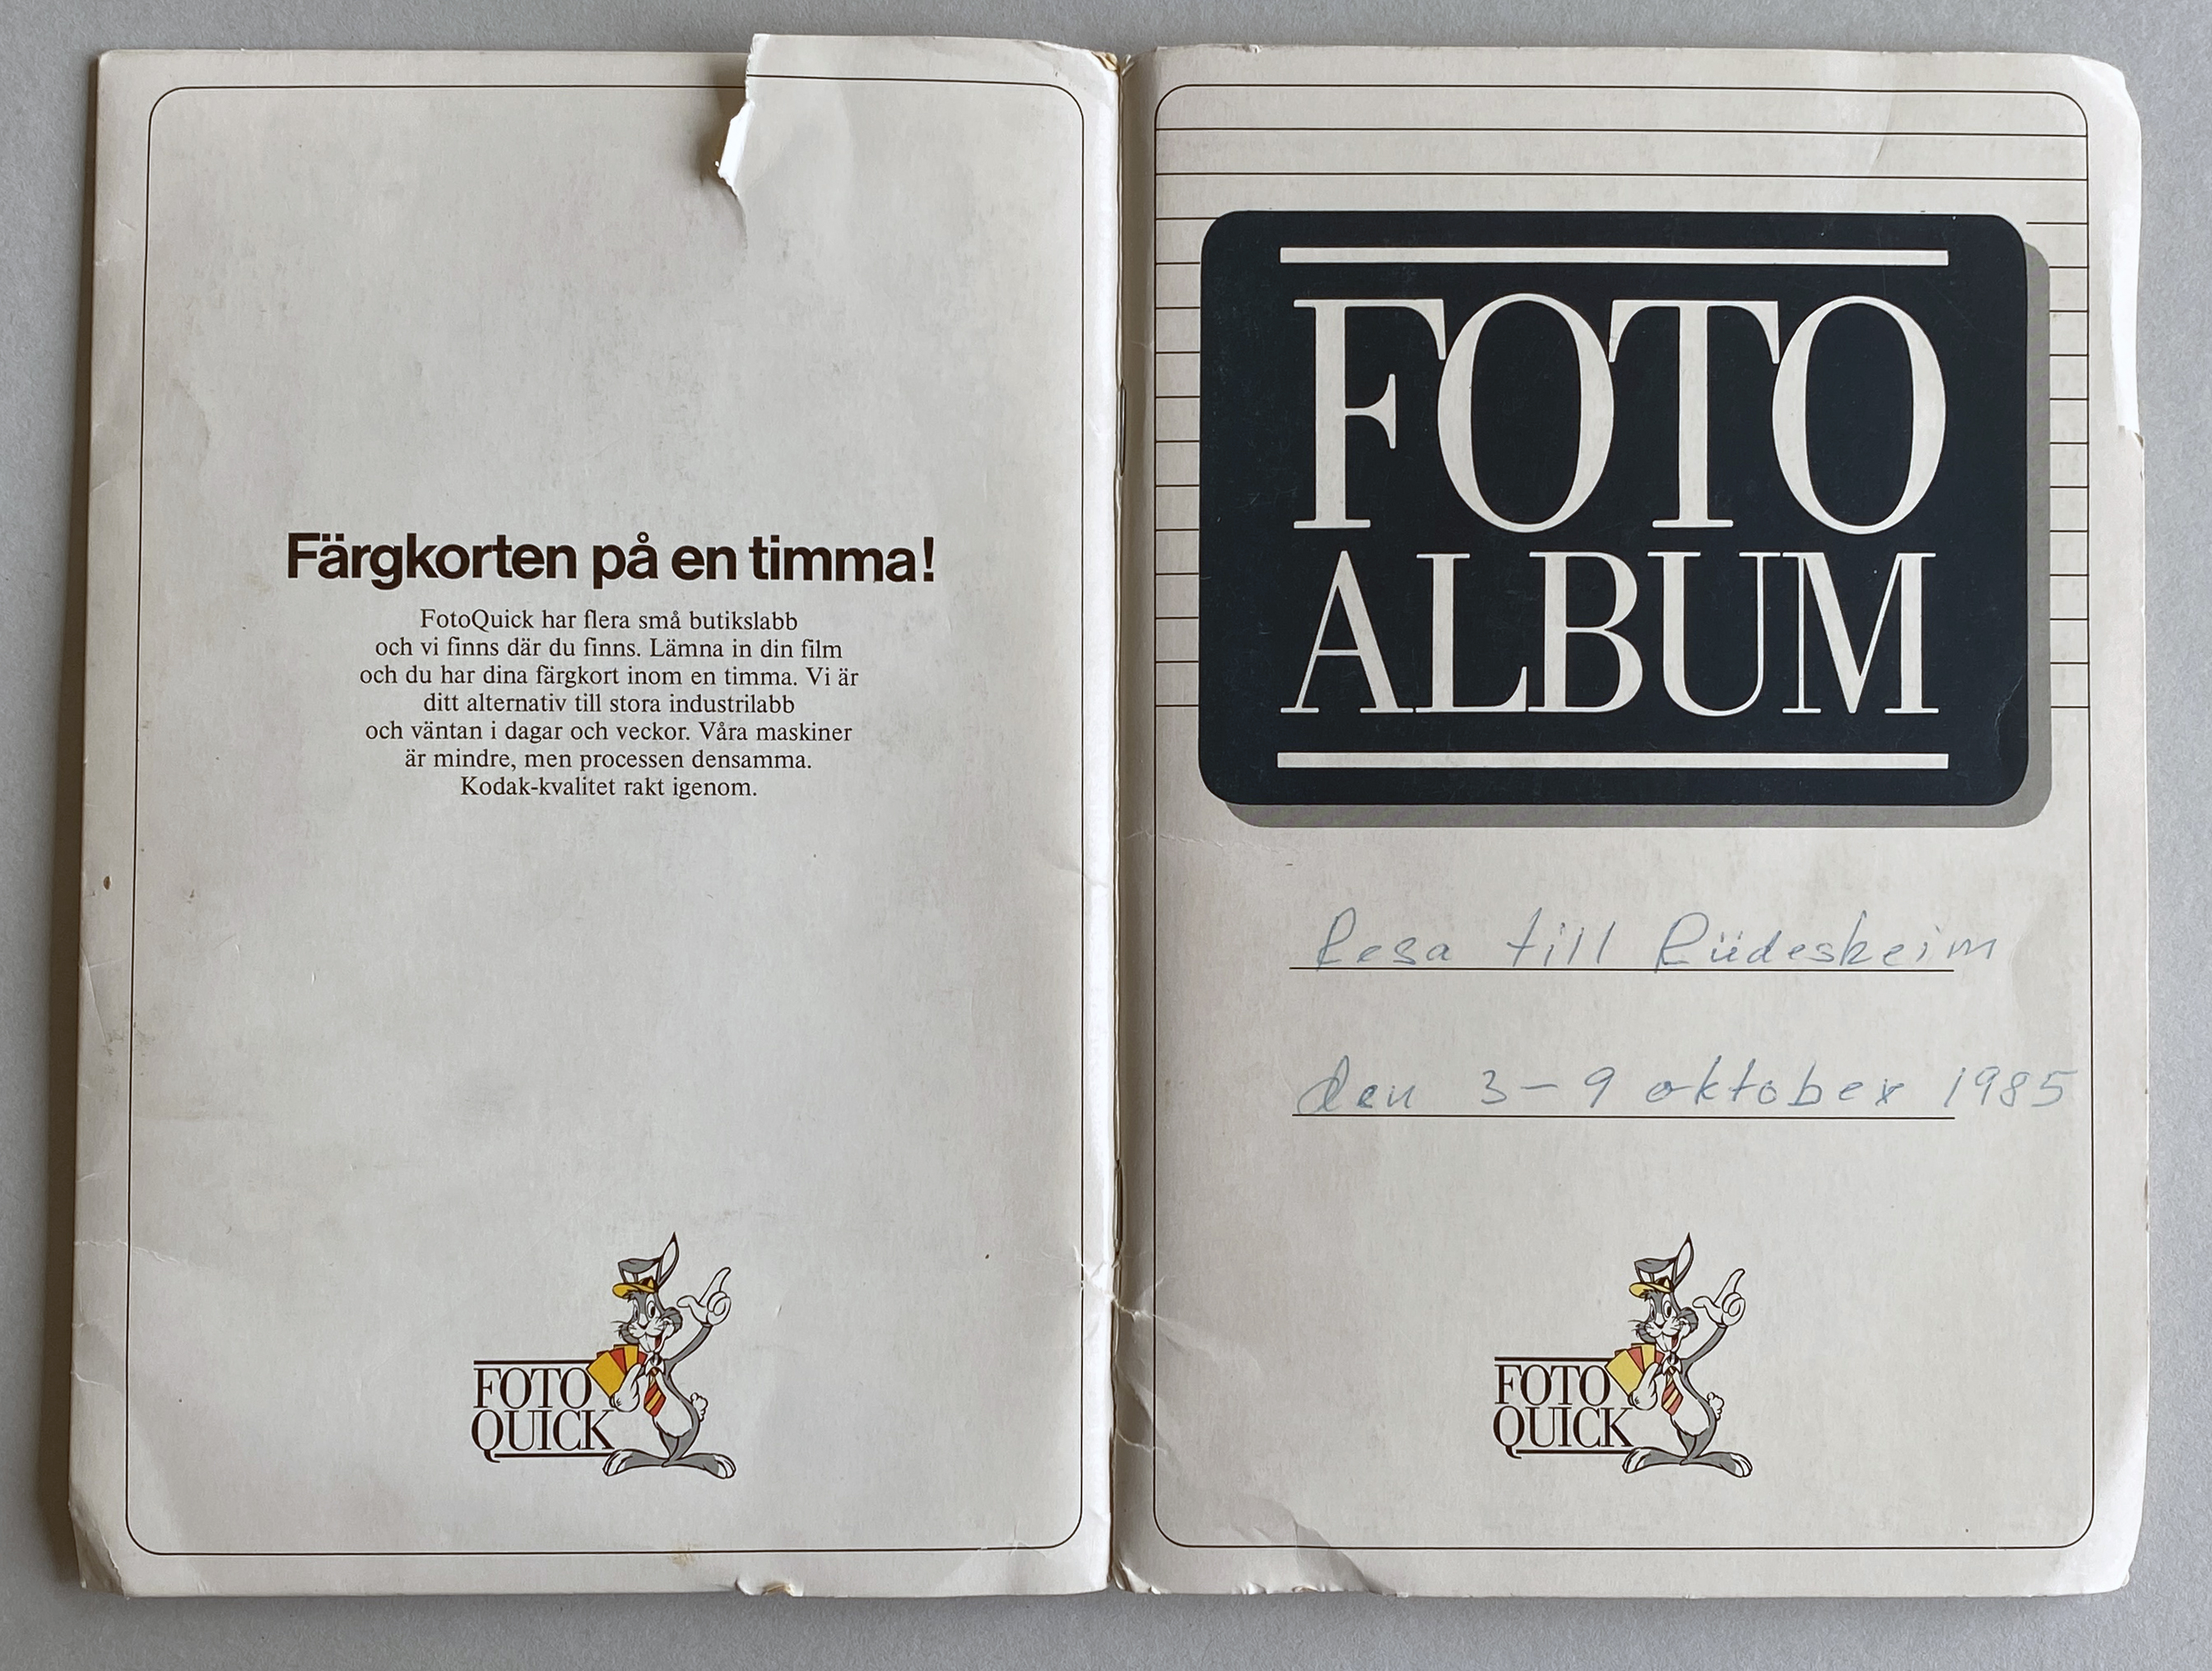 Färgkorten på en timma!
FotoQuick har flera små butikslabb
och vi finns där du finns. Lämna in din film
och du har dina färgkort inom en timma. Vi är
ditt alternativ till stora industrilabb
och väntan i dagar och veckor. Våra maskiner
är mindre, men processen densamma.
Kodak-kvalitet rakt igenom.
FOTO
QUICK
FOTO
ALBUM
Resa till Rüdesheim
den 3-9 oktober 1985
FOTO
QUICK